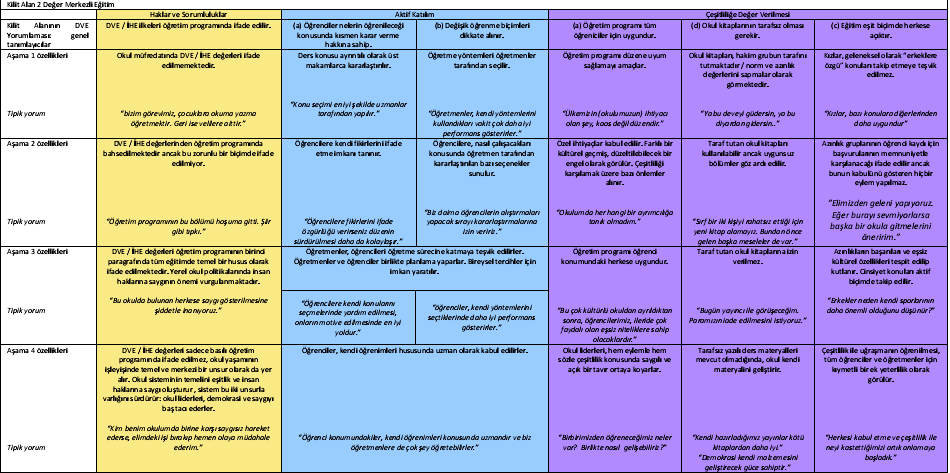 Kilit Alan 2 Değer Merkezli Eğitim
Haklar ve Sorumluluklar
Aktif Katılım
Çeşitliliğe Değer Verilmesi
Kilit Alanının DVE
Yorumlaması: genel
tanımlayıcılar
DVE / İHE ilkeleri öğretim programında ifade edilir.
(a) Öğrenciler nelerin öğrenileceği
konusunda kısmen karar verme
hakkına sahip.
(b) Değişik öğrenme biçimleri
dikkate alınır.
(a) Öğretim programı tüm
öğrenciler için uygundur.
(d) Okul kitaplarının tarafsız olması
gerekir.
(c) Eğitim eşit biçimde herkese
açıktır.
Aşama 1 özellikleri
Okul müfredatında DVE / İHE değerleri ifade
edilmemektedir.
Ders konusu ayrıntılı olarak üst
makamlarca kararlaştırılır.
Öğretme yöntemleri öğretmenler
tarafından seçilir.
Öğretim programı düzene uyum
sağlamayı amaçlar.
Okul kitapları, hakim grubun tarafını
tutmaktadır / norm ve azınlık
değerlerini sapmalar olarak
görmektedir.
Kızlar, geleneksel olarak "erkeklere
özgü" konuları takip etmeye teşvik
edilmez.
Tipik yorum
"bizim görevimiz, çocuklara okuma yazma
öğretmektir. Gerisi ise velilere aittir."
"Konu seçimi en iyi şekilde uzmanlar
tarafından yapılır."
"Öğretmenler, kendi yöntemlerini
kullandıkları vakit çok daha iyi
performans gösterirler."
"Ülkemizin (okulumuzun) ihtiyacı
olan şey, kaos değil düzendir."
"Ya bu deveyi gidersin, ya bu
diyardan gidersin.."
"Kızlar, bazı konulara diğerlerinden
daha uygundur"
Aşama 2 özellikleri
DVE / İHE değerlerinden öğretim programında
bahsedilmektedir ancak bu zorunlu bir biçimde ifade
edilmiyor.
Öğrencilere kendi fikirlerini ifade
etme imkanı tanınır.
Öğrencilere, nasıl çalışacakları
konusunda öğretmen tarafından
kararlaştırılan bazı seçenekler
sunulur.
Özel ihtiyaçlar kabul edilir. Farklı bir
kültürel geçmiş, düzeltilebilecek bir
engel olarak görülür. Çeşitliliği
karşılamak üzere bazı önlemler
alınır.
Taraf tutan okul kitapları
kullanılabilir ancak uygunsuz
bölümler göz ardı edilir.
Azınlık gruplarının öğrenci kaydı için
başvurularının memnuniyetle
karşılanacağı ifade edilir ancak
bunun kabulünü gösteren hiçbir
eylem yapılmaz.
Tipik yorum
"Öğretim programının bu bölümü hoşuma gitti. Şiir
gibi tıpkı."
"Öğrencilere fikirlerini ifade
özgürlüğü verirseniz düzenin
sürdürülmesi daha da kolaylaşır."
"Biz daima öğrencilerin alıştırmaları
yapacak sırayı kararlaştırmalarına
izin veririz".
"Okulumda her hangi bir ayrımcılığa
tanık olmadım."
"Sırf bir iki kişiyi rahatsız ettiği için
yeni kitap alamayız. Bundan önce
gelen başka meseleler de var."
"Elimizden geleni yapıyoruz.
Eğer burayı sevmiyorlarsa
başka bir okula gitmelerini
öneririm."
Aşama 3 özellikleri
DVE / İHE değerleri öğretim programının birinci
paragrafında tüm eğitimde temel bir husus olarak
ifade edilmektedir. Yerel okul politikalarında insan
haklarına saygının önemi vurgulanmaktadır.
Öğretmenler, öğrencileri öğretme sürecine katmaya teşvik edilirler.
Öğretmenler ve öğrenciler birlikte planlama yaparlar. Bireysel tercihler için
imkan yaratılır.
Öğretim programı öğrenci
konumundaki herkese uygundur.
Taraf tutan okul kitaplarına izin
verilmez.
Azınlıkların başarıları ve eşsiz
kültürel özellikleri tespit edilip
kutlanır. Cinsiyet konuları aktif
biçimde takip edilir.
Tipik yorum
"Bu okulda bulunan herkese saygı gösterilmesine
şiddetle inanıyoruz."
"Öğrencilere kendi konularını
seçmelerinde yardım edilmesi,
onların motive edilmesinde en iyi
yoldur."
"öğrenciler, kendi yöntemlerini
seçtiklerinde daha iyi performans
gösterirler."
"Bu çok kültürlü okuldan ayrıldıktan
sonra, öğrencilerimiz, ileride çok
faydalı olan eşsiz niteliklere sahip
olacaklardır."
"Bugün yayıncı ile görüşeceğim.
Paramızın iade edilmesini istiyoruz."
"Erkekler neden kendi sporlarının
daha önemli olduğunu düşünür?"
Aşama 4 özellikleri
DVE / İHE değerleri sadece basılı öğretim
programında ifade edilmez, okul yaşamının
işleyişinde temel ve merkezi bir unsur olarak da yer
alır. Okul sisteminin temelini eşitlik ve insan
haklarına saygı oluşturur, sistem bu iki unsurla
varlığını sürdürür: okul liderleri, demokrasi ve saygıyı
baş tacı ederler.
Öğrenciler, kendi öğrenimleri hususunda uzman olarak kabul edilirler.
Okul liderleri, hem eylemle hem
sözle çeşitlilik konusunda saygılı ve
açık bir tavır ortaya koyarlar.
Tarafsız yazılı ders materyalleri
mevcut olmadığında, okul kendi
materyalini geliştirir.
Çeşitlilik ile uğraşmanın öğrenilmesi,
tüm öğrenciler ve öğretmenler için
kıymetli bir ek yeterlilik olarak
görülür.
Tipik yorum
"Kim benim okulumda birine karşı saygısız hareket
ederse, elimdeki işi bırakıp hemen olaya müdahale
ederim."
"Öğrenci konumundakiler, kendi öğrenimleri konusunda uzmandır ve biz
öğretmenlere de çok şey öğretebilirler."
"Birbirimizden öğreneceğimiz neler
var? Birlikte nasıl gelişebiliriz?"
"Kendi hazırladığımız yayınlar kötü
kitaplardan daha iyi."
"Demokrasi kendi malzemesini
geliştirecek güce sahiptir."
"Herkesi kabul etme ve çeşitlilik ile
neyi kastettiğimizi artık anlamaya
başladık."